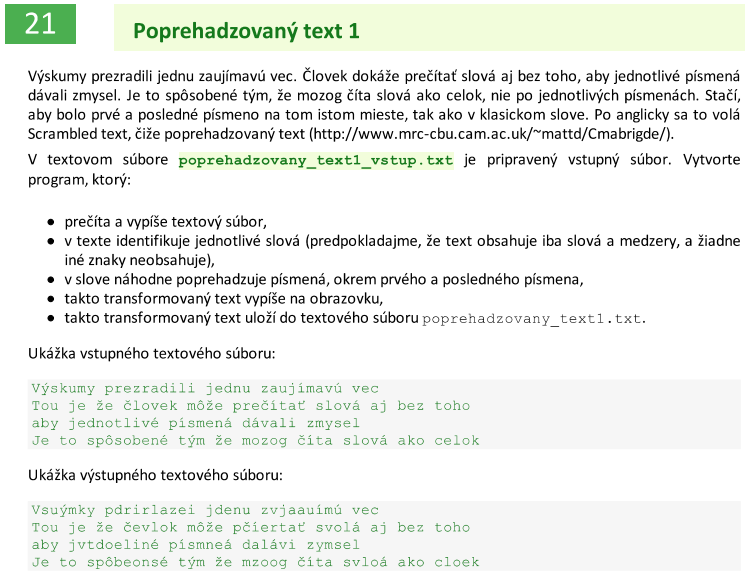 21
Poprehadzovaný text 1
Výskumy prezradili jednu zaujímavú vec. Človek dokáže prečítať slová aj bez toho, aby jednotlivé písmená
dávali zmysel. Je to spôsobené tým, že mozog číta slová ako celok, nie po jednotlivých písmenách. Stačí,
aby bolo prvé a posledné písmeno na tom istom mieste, tak ako v klasickom slove. Po anglicky sa to volá
Scrambled text, čiže poprehadzovaný text (http://www.mrc-cbu.cam.ac.uk/~mattd/Cmabrigde/).
V textovom súbore poprehadzovany_text1_vstup.txt je pripravený vstupný súbor. Vytvorte
program, ktorý:
● prečíta a vypíše textový súbor,
● v texte identifikuje jednotlivé slová (predpokladajme, že text obsahuje iba slová a medzery, a žiadne
iné znaky neobsahuje),
● v slove náhodne poprehadzuje písmená, okrem prvého a posledného písmena,
● takto transformovaný text vypíše na obrazovku,
● takto transformovaný text uloží do textového súboru poprehadzovany_text1.txt.
Ukážka vstupného textového súboru:
Výskumy prezradili jednu zaujímavú vec
Tou je že človek môže prečítať slová aj bez toho
aby jednotlivé písmená dávali zmysel
Je to spôsobené tým že mozog číta slová ako celok
Ukážka výstupného textového súboru:
Vsuýmky pdrirlazei jdenu zvjaauímú vec
Tou je že čevlok môže pčíertať svolá aj bez toho
aby jvtdoeliné písmneá dalávi zymsel
Je to spôbeonsé tým že mzoog číta svloá ako cloek